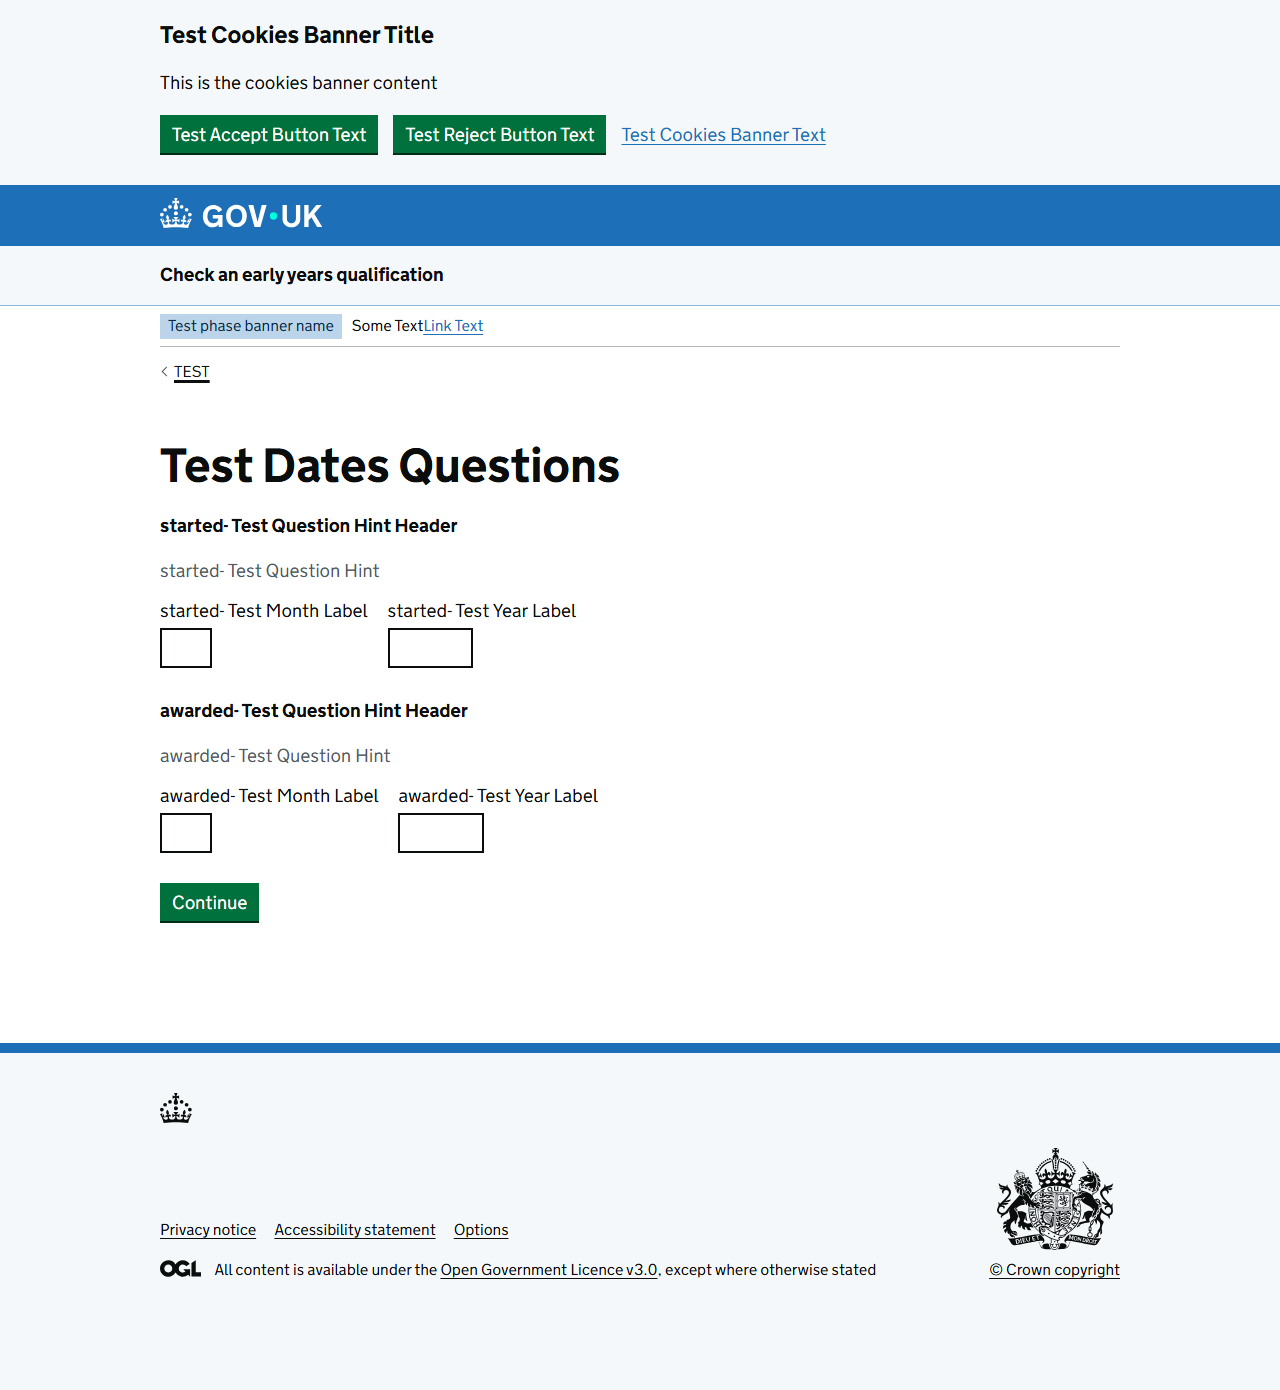 Test Cookies Banner Title
This is the cookies banner content
Test Accept Button Text Test Reject Button Text Test Cookies Banner Text
GOV·UK
Check an early years qualification
Test phase banner name Some TextLink Text
TEST
Test Dates Questions
started- Test Question Hint Header
started- Test Question Hint
started- Test Month Label started- Test Year Label
awarded- Test Question Hint Header
awarded- Test Question Hint
awarded- Test Month Label awarded- Test Year Label
Continue
Privacy notice Accessibility statement Options
OGL All content is available under the Open Government Licence v3.0, except where otherwise stated
© Crown copyright